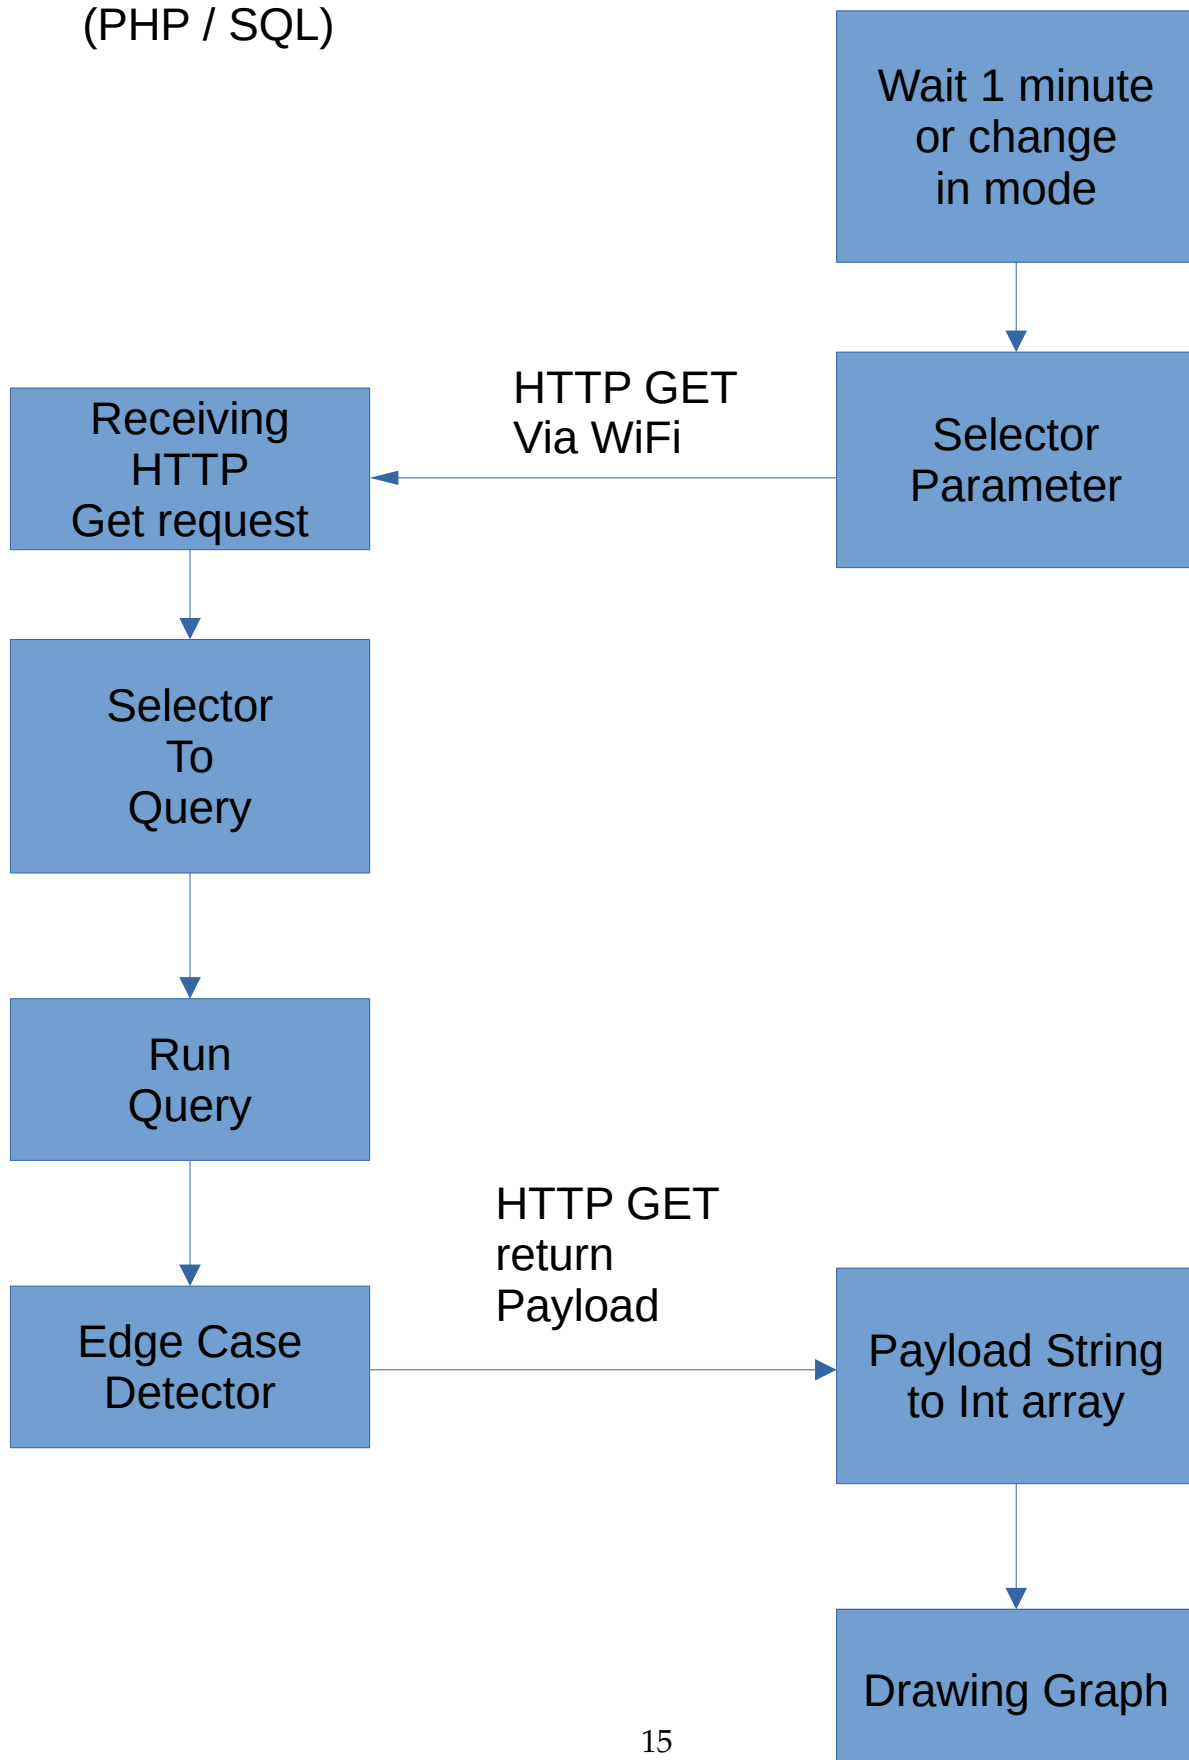 (PHP / SQL)
Wait 1 minute
or change
in mode
HTTP GET
Via WiFi
Selector
Parameter
Receiving
HTTP
Get request
Selector
To
Query
Run
Query
HTTP GET
return
Payload
Edge Case
Detector
Payload String
to Int array
Drawing Graph
15